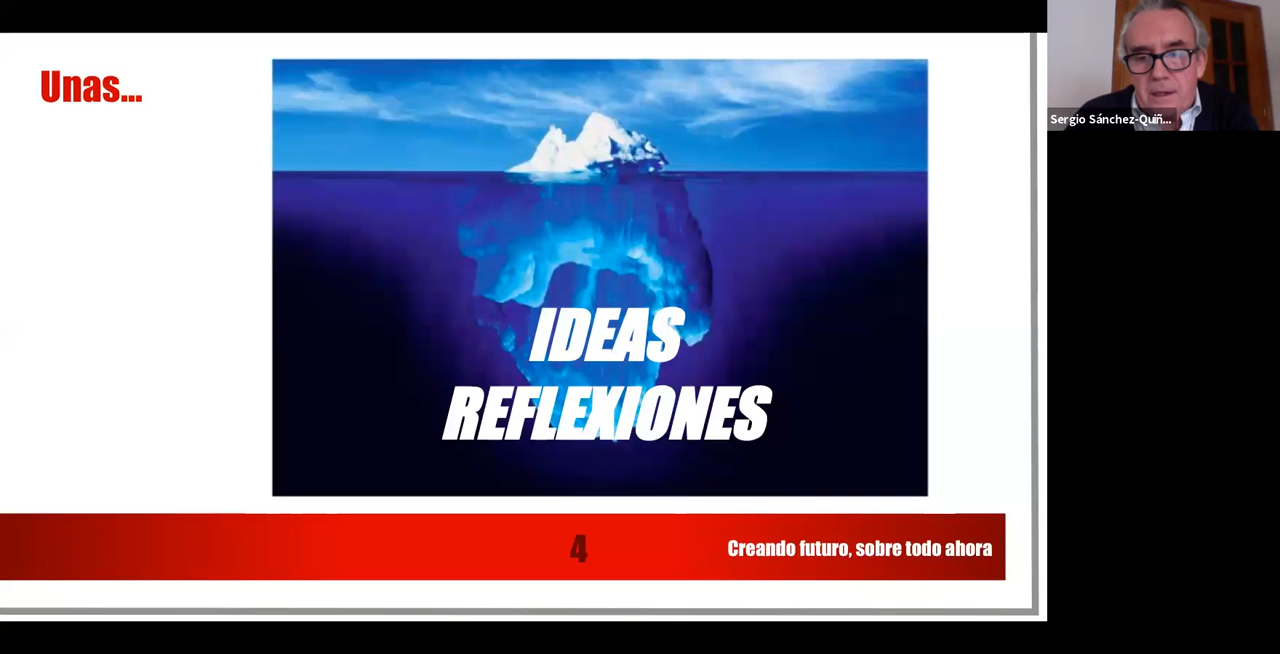 Unas...
IDEAS
REFLEXIONES
4
Creando futuro, sobre todo ahora
Sergio Sánchez-Quiñ...